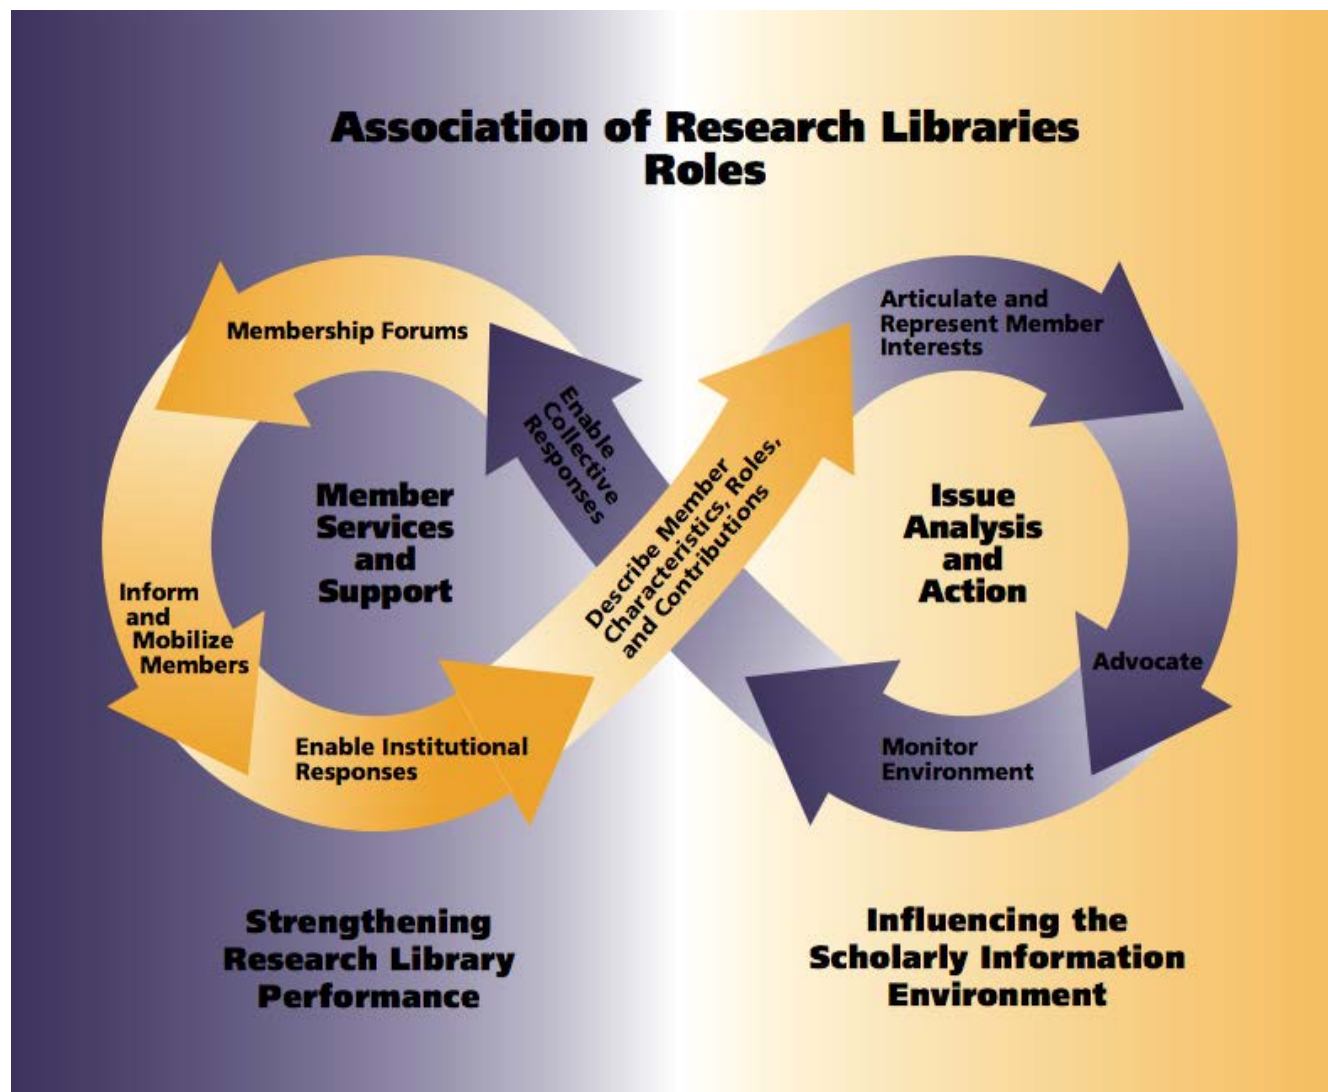 Association of Research Libraries
Roles
Membership Forums
Enable
Collective
Responses
Describe Member
Characteristics, Roles,
and Contributions
Articulate and
Represent Member
Interests
Member
Services
and
Support
Issue
Analysis
and
Action
Inform
and
Mobilize
Members
Advocate
Enable Institutional
Responses
Monitor
Environment
Strengthening
Research Library
Performance
Influencing the
Scholarly Information
Environment